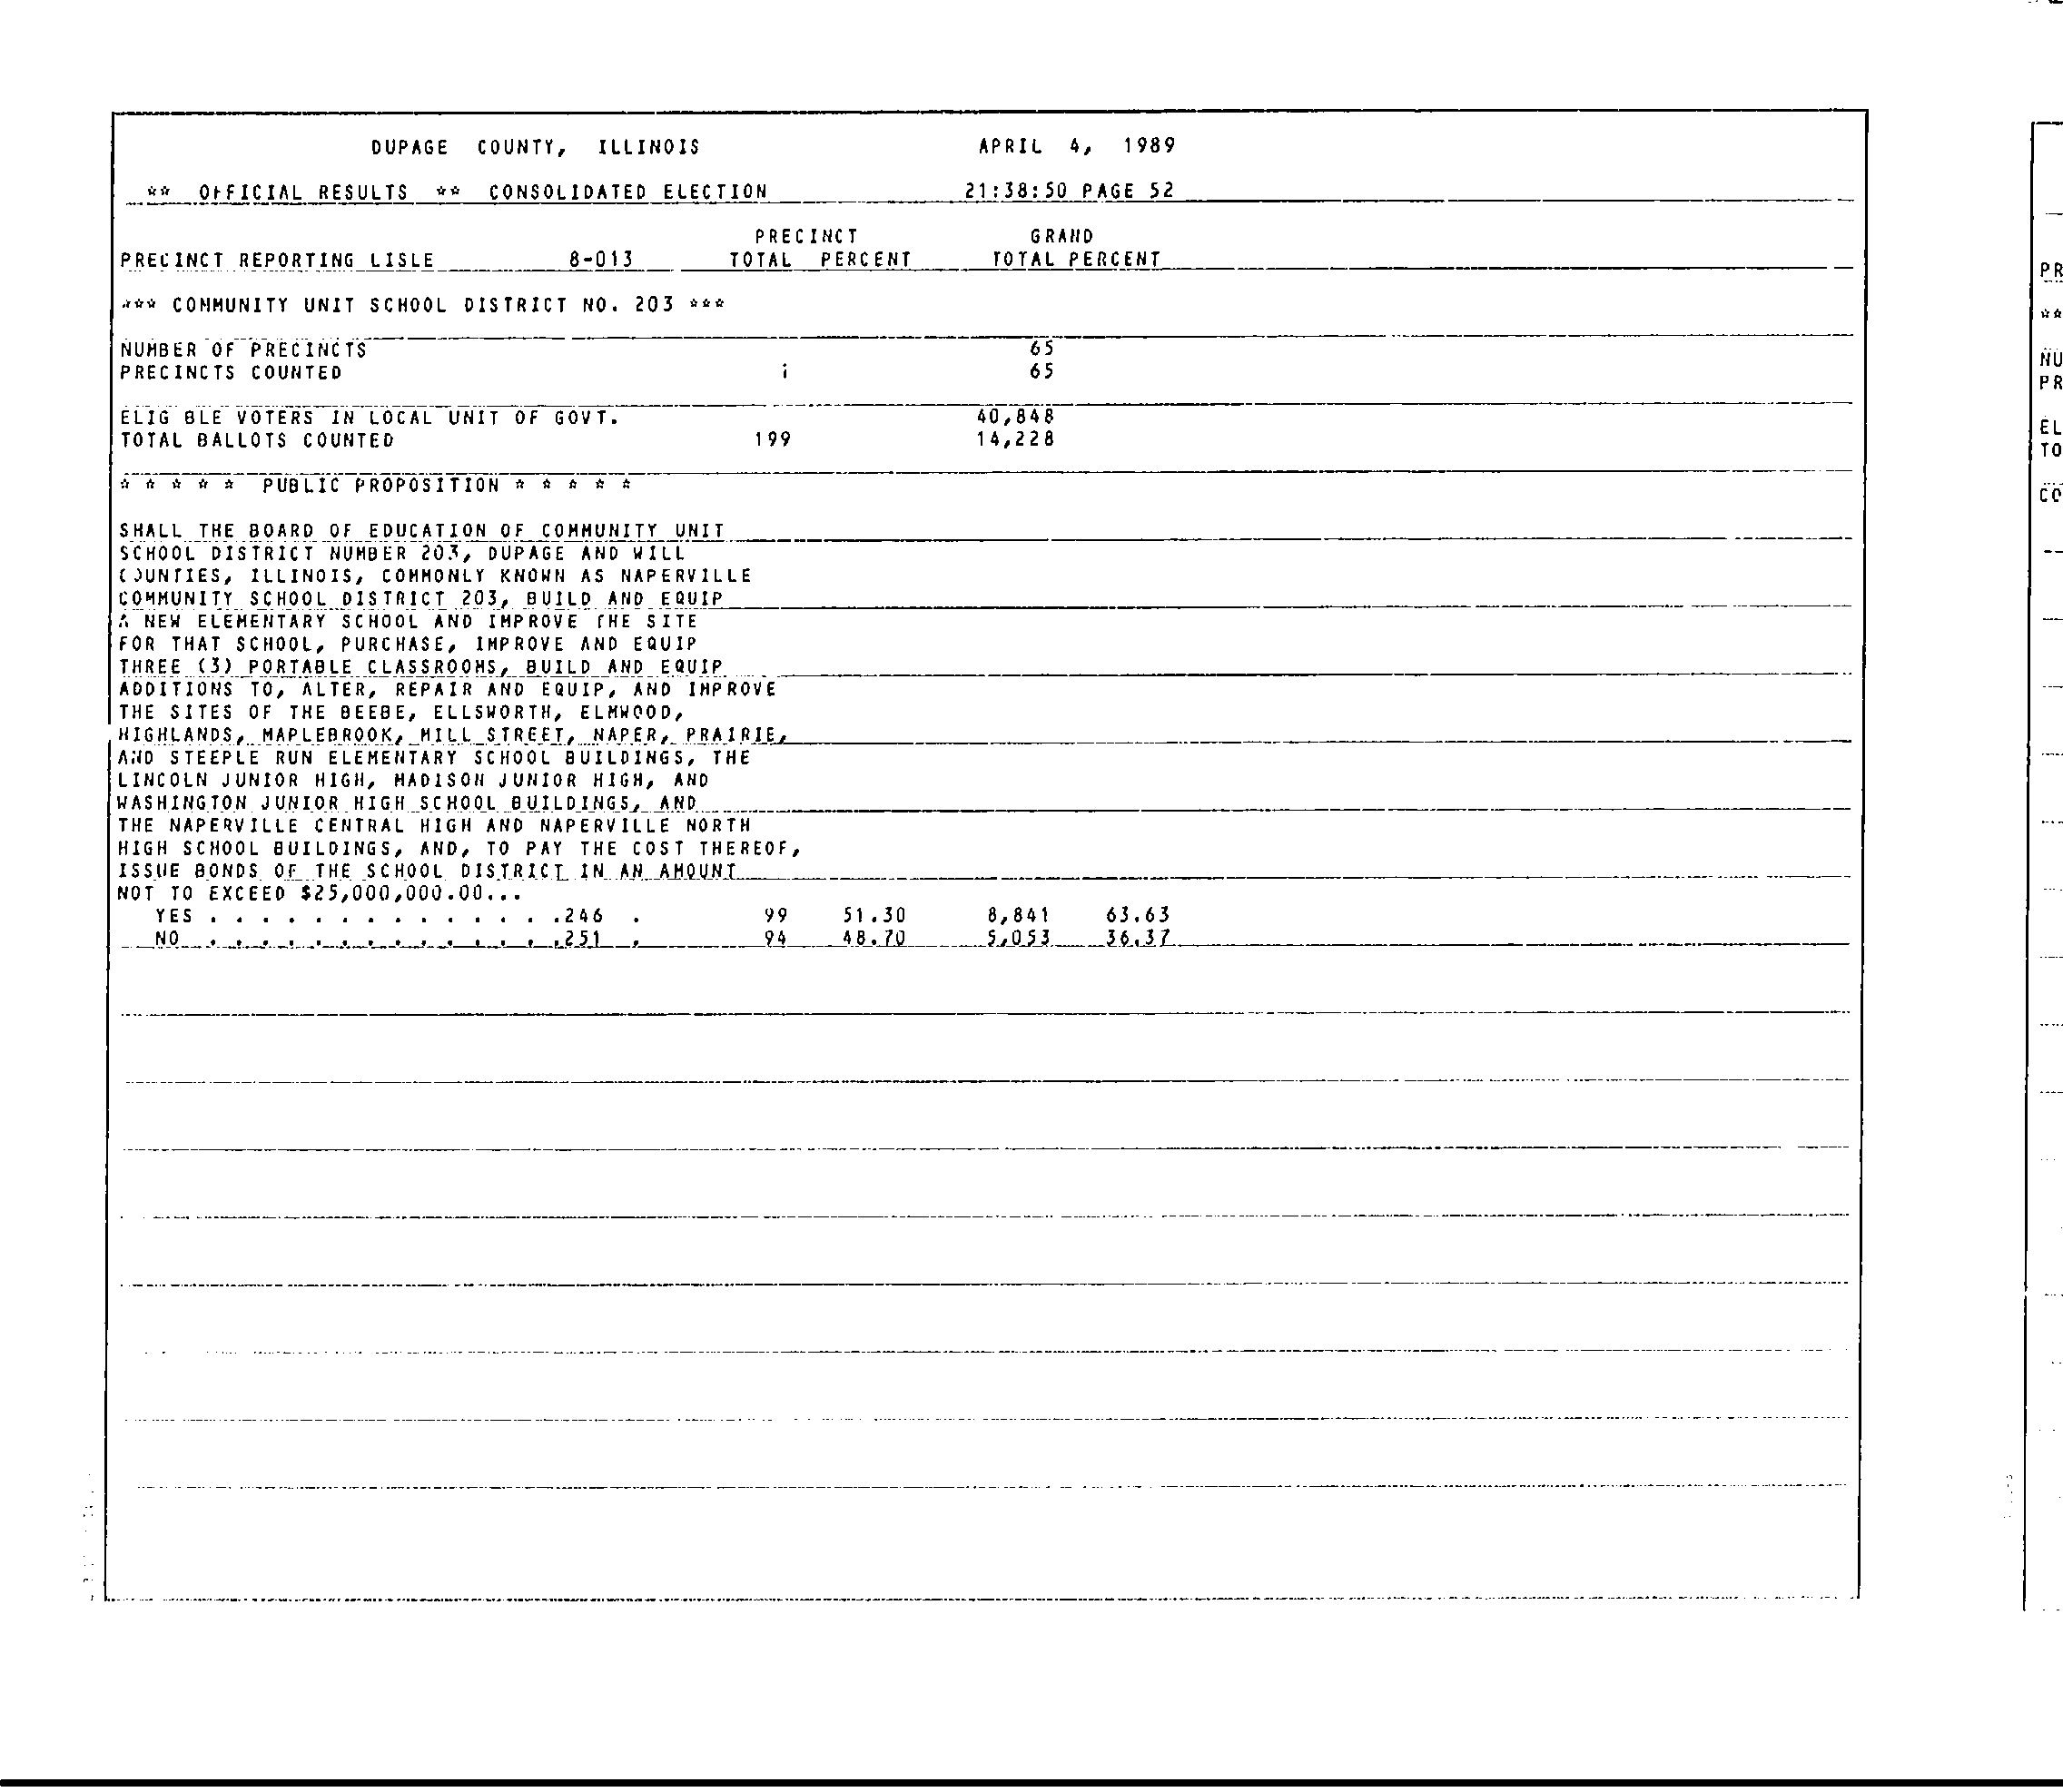 DUPAGE COUNTY, ILLINOIS APRIL 4, 1989
** OFFICIAL RESULTS ** CONSOLIDATED ELECTION 21:38:50 PAGE 52
PRECINCT GRAND
PRECINCT REPORTING LISLE 8-013 TOTAL PERCENT TOTAL PERCENT
*** COMMUNITY UNIT SCHOOL DISTRICT NO. 203 ***
NUMBER OF PRECINCTS 65
PRECINCTS COUNTED 1 65
ELIG BLE VOTERS IN LOCAL UNIT OF GOVT. 40,848
TOTAL BALLOTS COUNTED 199 14,228
* * * * * PUBLIC PROPOSITION * * * * *
SHALL THE BOARD OF EDUCATION OF COMMUNITY UNIT
SCHOOL DISTRICT NUMBER 203, DUPAGE AND WILL
COUNTIES, ILLINOIS, COMMONLY KNOWN AS NAPERVILLE
COMMUNITY SCHOOL DISTRICT 203, BUILD AND EQUIP
A NEW ELEMENTARY SCHOOL AND IMPROVE THE SITE
FOR THAT SCHOOL, PURCHASE, IMPROVE AND EQUIP
THREE (3) PORTABLE CLASSROOMS, BUILD AND EQUIP
ADDITIONS TO, ALTER, REPAIR AND EQUIP, AND IMPROVE
THE SITES OF THE BEEBE, ELLSWORTH, ELMWOOD,
HIGHLANDS, MAPLEBROOK, MILL STREET, NAPER, PRAIRIE,
AND STEEPLE RUN ELEMENTARY SCHOOL BUILDINGS, THE
LINCOLN JUNIOR HIGH, MADISON JUNIOR HIGH, AND
WASHINGTON JUNIOR HIGH SCHOOL BUILDINGS, AND
THE NAPERVILLE CENTRAL HIGH AND NAPERVILLE NORTH
HIGH SCHOOL BUILDINGS, AND, TO PAY THE COST THEREOF,
ISSUE BONDS OF THE SCHOOL DISTRICT IN AN AMOUNT
NOT TO EXCEED $25,000,000.00...
YES . . . . . . . . . . . . . .246 . 99 51.30 8,841 63.63
NO . . . . . . . . . . . . . .251 . 94 48.70 5,053 36.37
PR
**
NU
PR
EL
TO
CO